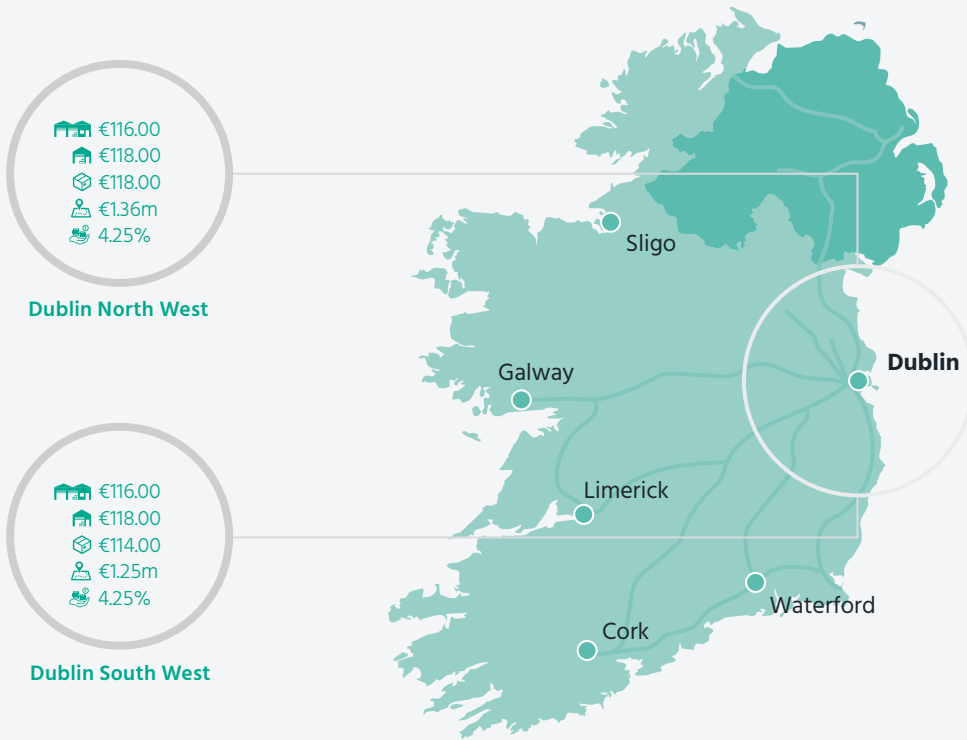 €116.00
€118.00
€118.00
€1.36m
4.25%
Dublin North West
€116.00
€118.00
€114.00
€1.25m
4.25%
Dublin South West
Sligo
Dublin
Galway
Limerick
Waterford
Cork